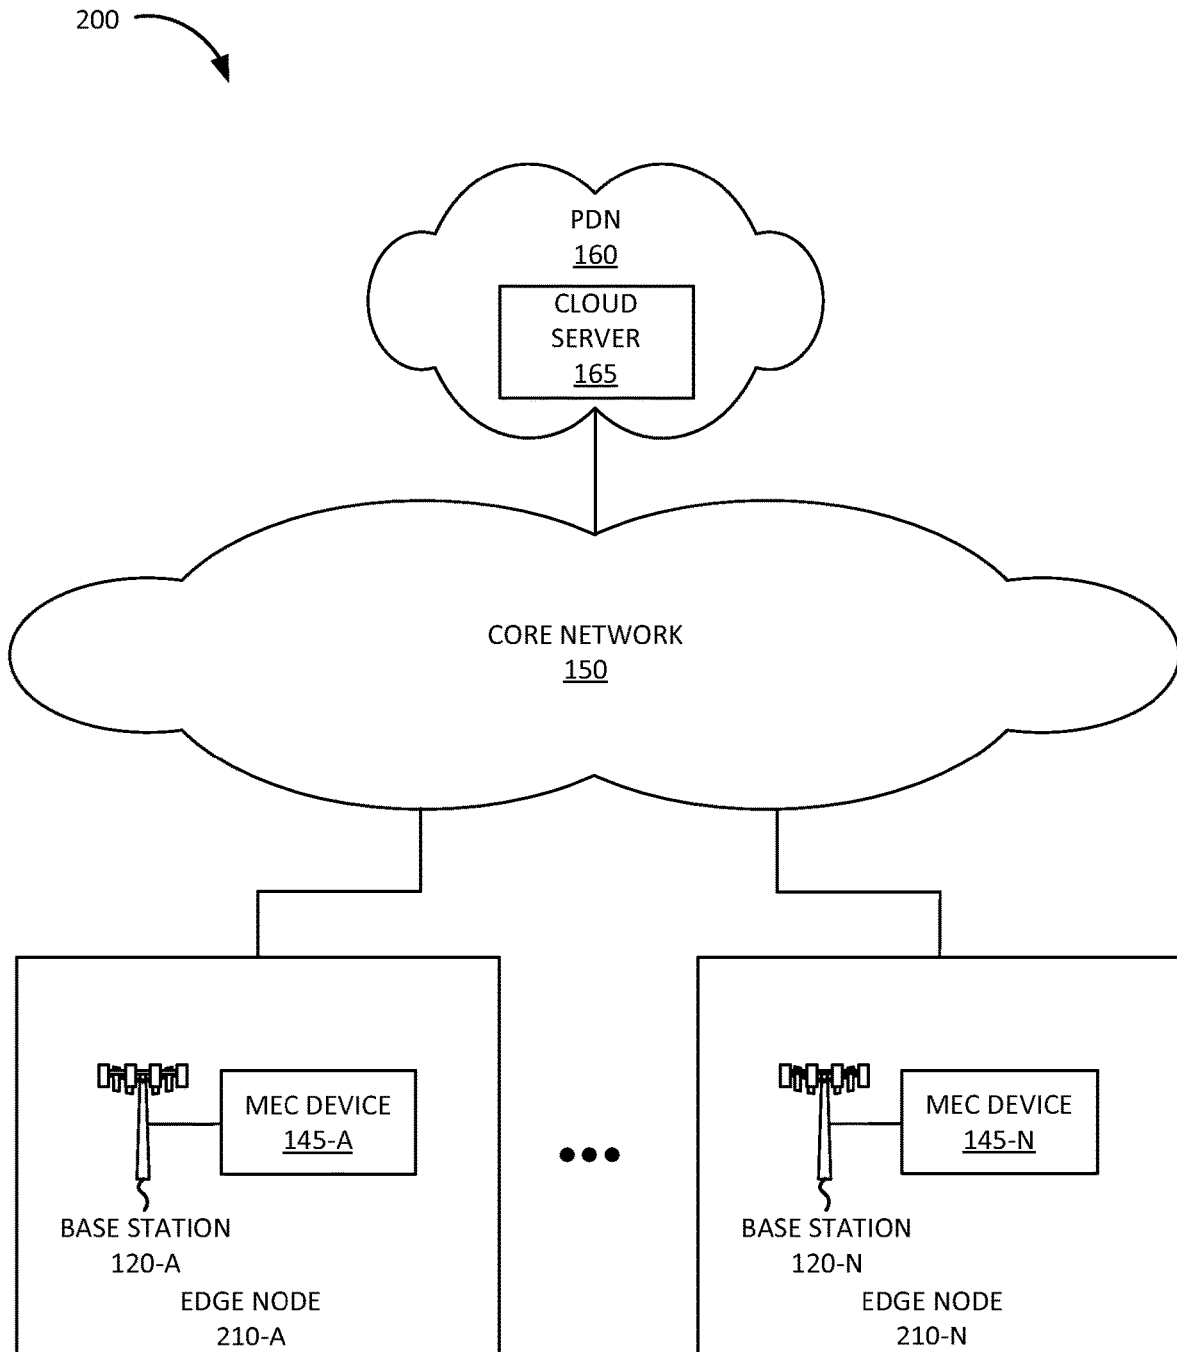 200
PDN
160
CLOUD
SERVER
165
CORE NETWORK
150
MEC DEVICE
145-A
BASE STATION
120-A
EDGE NODE
210-A
MEC DEVICE
145-N
BASE STATION
120-N
EDGE NODE
210-N